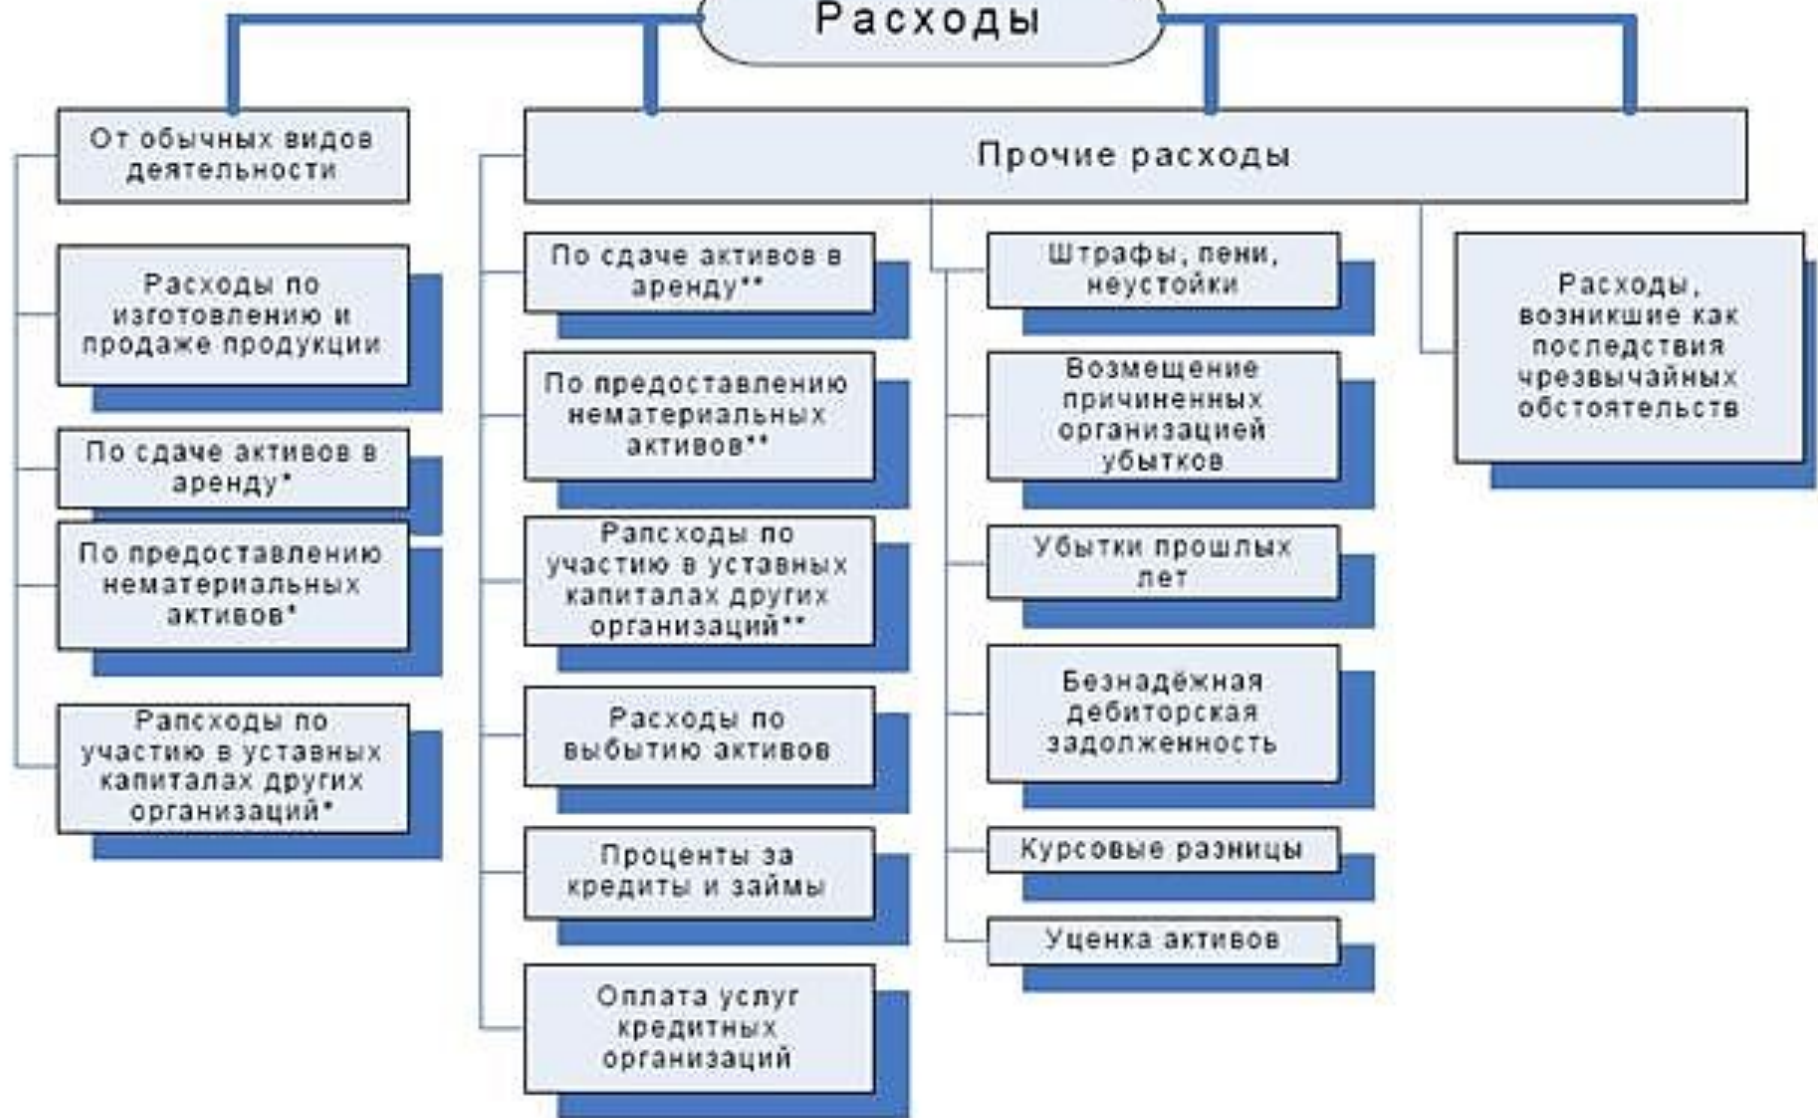 Расходы
От обычных видов
деятельности
Прочие расходы
Расходы по
изготовлению и
продаже продукции
По сдаче активов в
аренду*
По предоставлению
нематериальных
активов*
Рапсходы по
участию в уставных
капиталах других
организаций*
По сдаче активов в
аренду**
По предоставлению
нематериальных
активов**
Рапсходы по
участию в уставных
капиталах других
организаций**
Расходы по
выбытию активов
Проценты за
кредиты и займы
Оплата услуг
кредитных
организаций
Штрафы, пени,
неустойки
Возмещение
причиненных
организацией
убытков
Убытки прошлых
лет
Безнадёжная
дебиторская
задолженность
Курсовые разницы
Уценка активов
Расходы,
возникшие как
последствия
чрезвычайных
обстоятельств